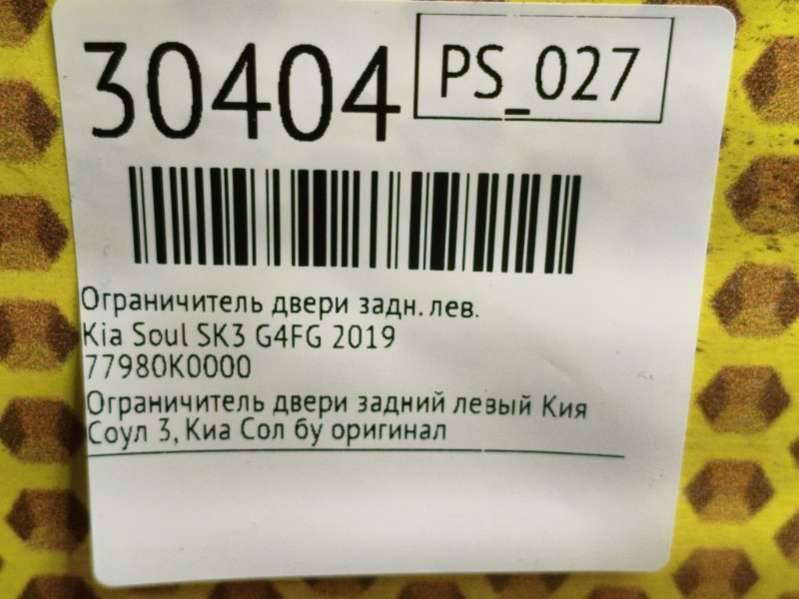 30404
PS_027
Ограничитель двери задн. лев.
Kia Soul SK3 G4FG 2019
77980K0000
Ограничитель двери задний левый Кия
Соул 3, Киа Сол бу оригинал